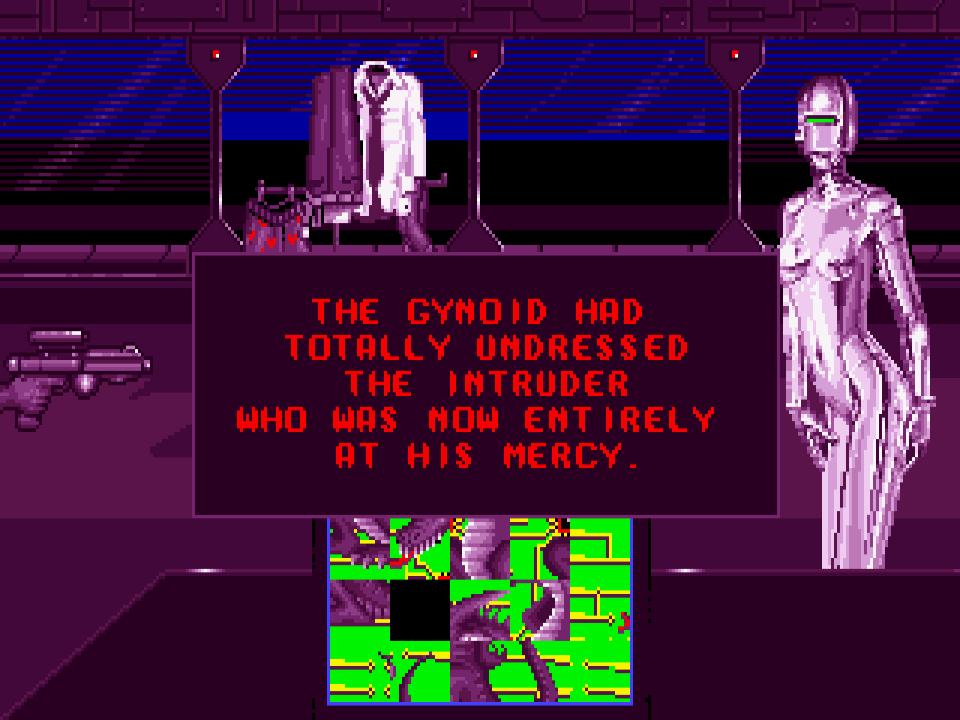 THE GYNOID HAD
TOTALLY UNDRESSED
THE INTRUDER
WHO WAS NOW ENTIRELY
AT HIS MERCY.